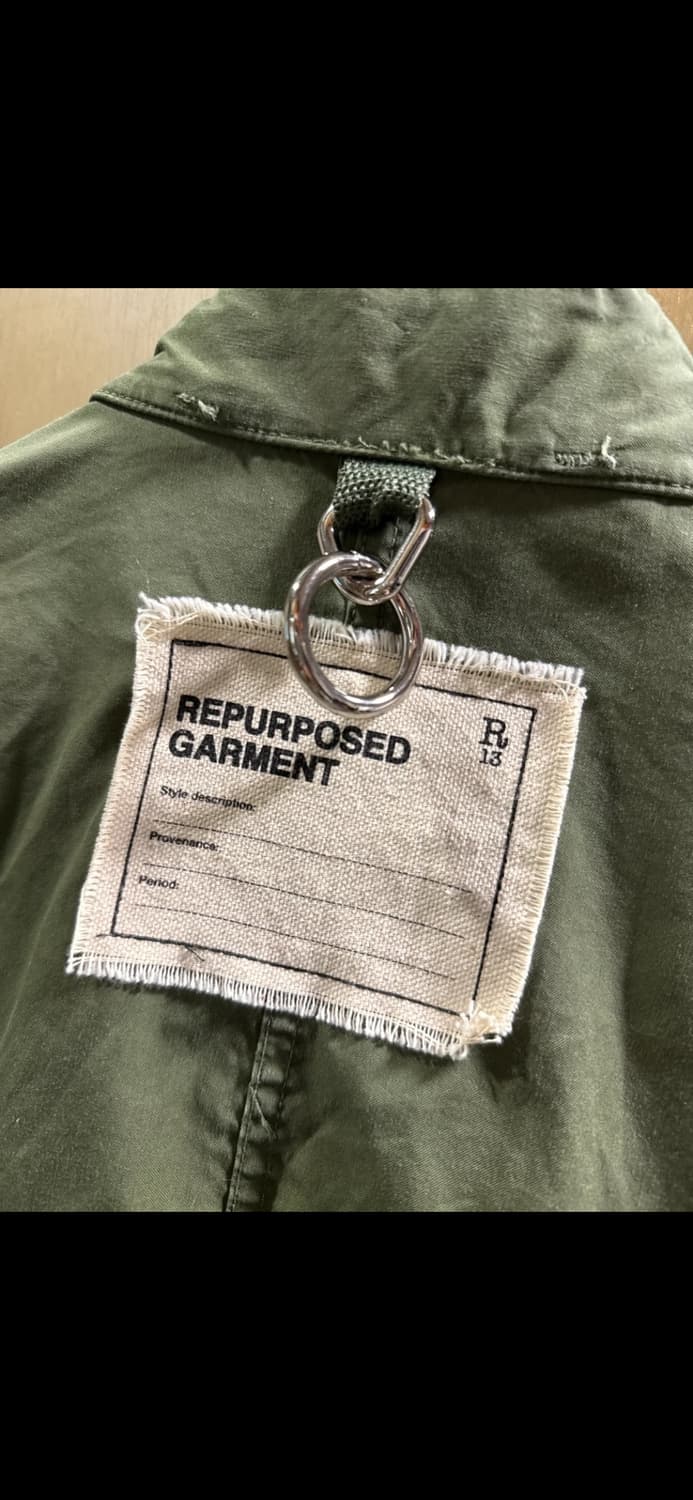 REPURPOSED
GARMENT
R
13
Style description:
Provenance:
Period: